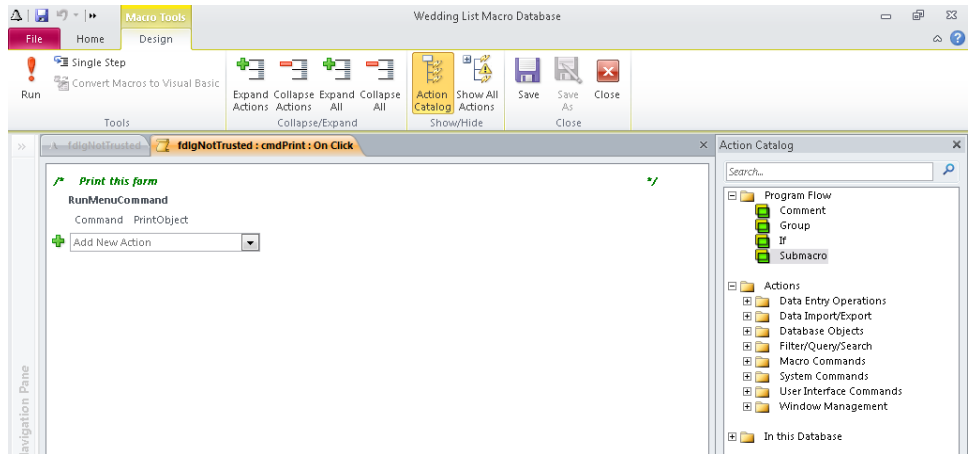 Macro Tools
Wedding List Macro Database
File
Home
Design
Run
Single Step
Convert Macros to Visual Basic
Tools
Expand Actions
Collapse Actions
Expand All
Collapse All
Collapse/Expand
Action Catalog
Show All Actions
Show/Hide
Save
Save As
Close
Close
fdlgNotTrusted
fdlgNotTrusted : cmdPrint : On Click
/* Print this form */
RunMenuCommand
Command PrintObject
Add New Action
Navigation Pane
Action Catalog
Search...
Program Flow
Comment
Group
If
Submacro
Actions
Data Entry Operations
Data Import/Export
Database Objects
Filter/Query/Search
Macro Commands
System Commands
User Interface Commands
Window Management
In this Database